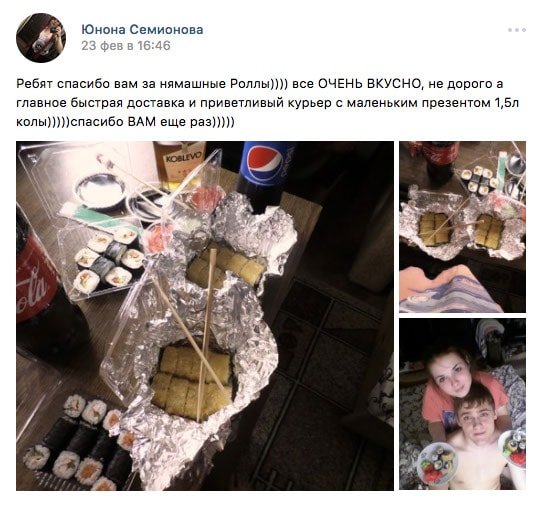 Юнона Семионова
23 фев в 16:46
Ребят спасибо вам за нямашные Роллы)))) все ОЧЕНЬ ВКУСНО, не дорого а
главное быстрая доставка и приветливый курьер с маленьким презентом 1,5л
колы)))))спасибо ВАМ еще раз)))))
KOBLEVO
pepsi